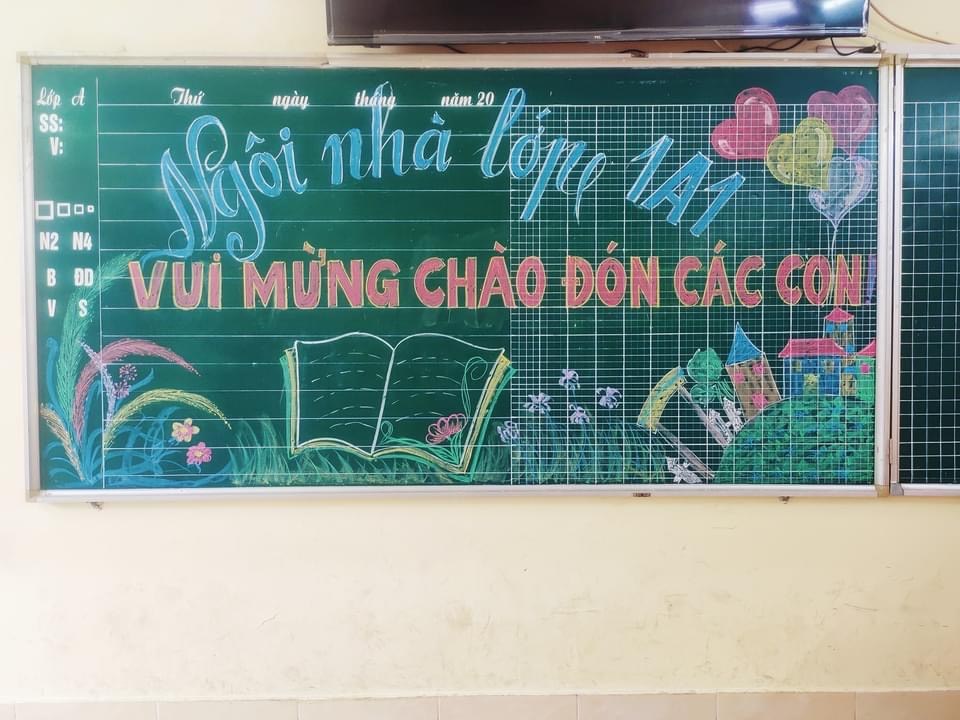 Lớp A
Thứ ngày tháng năm 20
SS:
V:
Ngôi nhà lớp 1A1
N2 N4
VUI MỪNG CHÀO ĐÓN CÁC CON!
B ĐD
V S